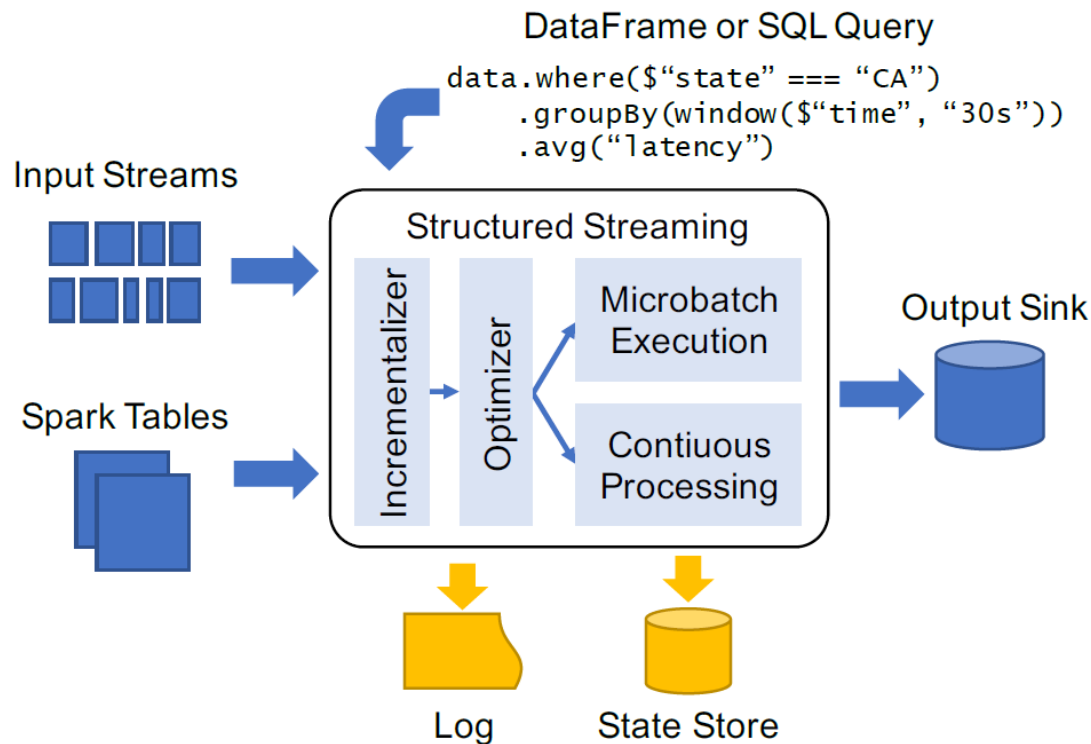 DataFrame or SQL Query
data.where($“state” === “CA”)
.groupBy(window($“time”, “30s”))
.avg(“latency”)
Input Streams
Structured Streaming
Incrementalizer
Optimizer
Microbatch
Execution
Contiuous
Processing
Output Sink
Spark Tables
Log
State Store